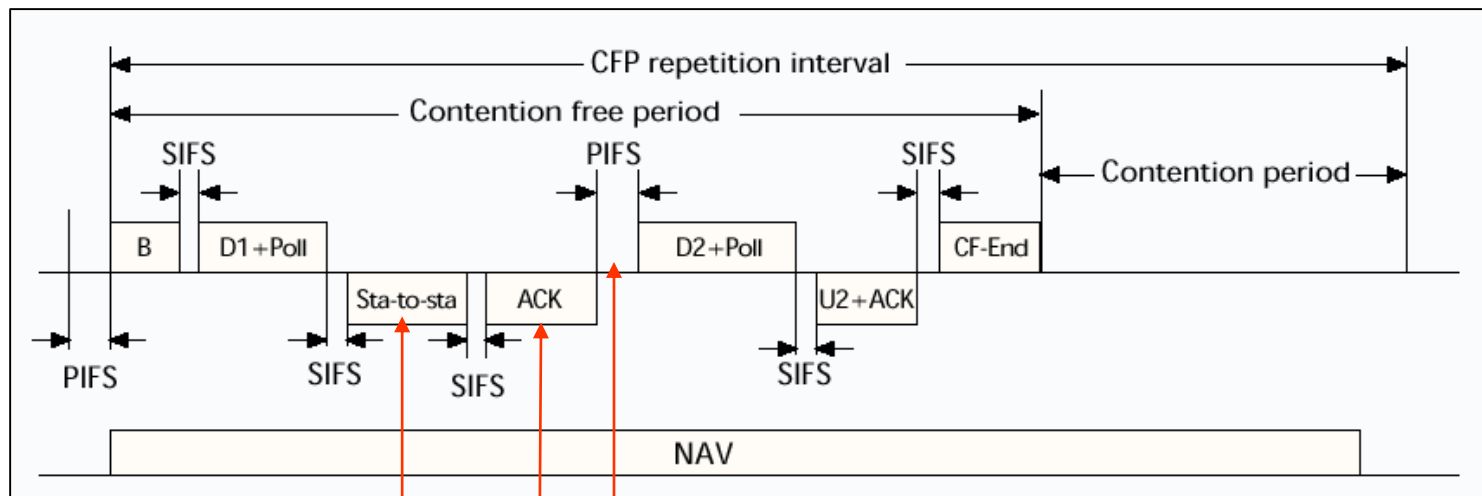 CFP repetition interval
Contention free period
SIFS
PIFS
SIFS
Contention period
B
D1+Poll
D2+Poll
CF-End
Sta-to-sta
ACK
U2+ACK
PIFS
SIFS
SIFS
SIFS
NAV